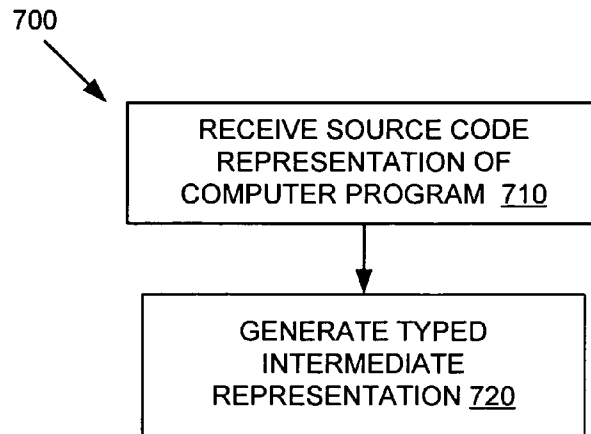 700
RECEIVE SOURCE CODE
REPRESENTATION OF
COMPUTER PROGRAM 710
GENERATE TYPED
INTERMEDIATE
REPRESENTATION 720